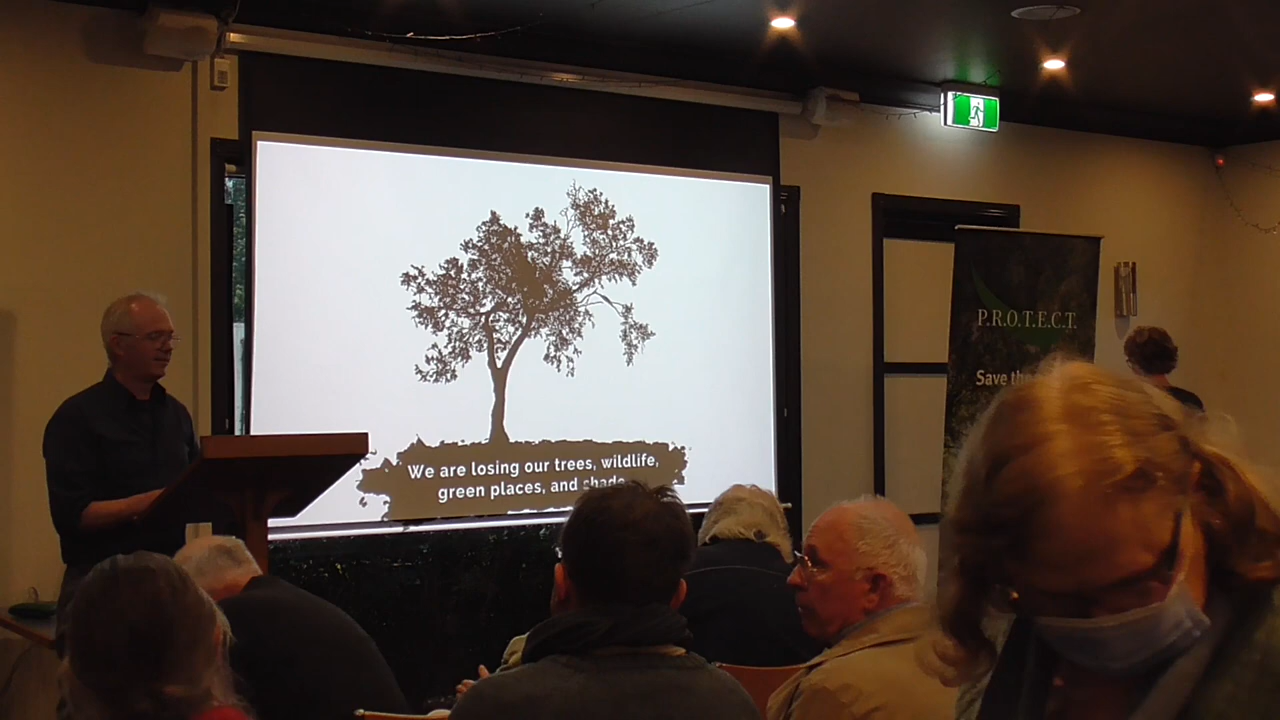 We are losing our trees, wildlife,
green places, and shade
P.R.O.T.E.C.T.
Save the